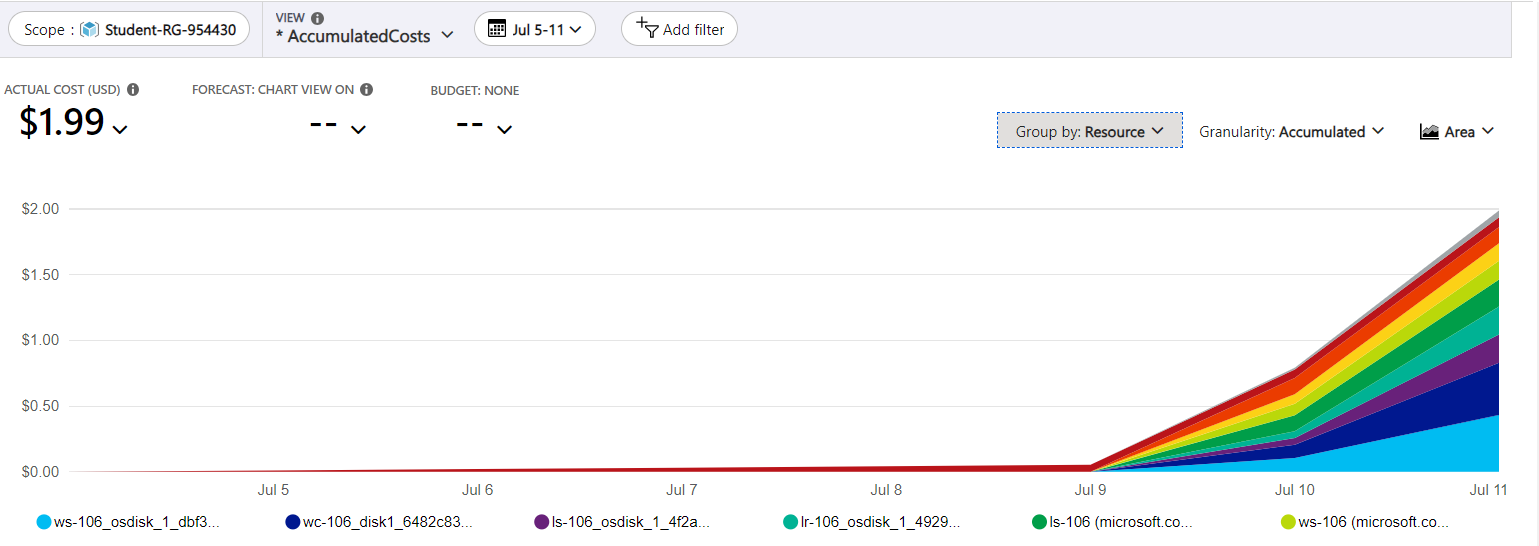 Scope : Student-RG-954430
VIEW
* AccumulatedCosts
Jul 5-11
Add filter
ACTUAL COST (USD)
$1.99
FORECAST: CHART VIEW ON
--
BUDGET: NONE
--
Group by: Resource
Granularity: Accumulated
Area
$2.00
$1.50
$1.00
$0.50
$0.00
Jul 5
Jul 6
Jul 7
Jul 8
Jul 9
Jul 10
Jul 11
ws-106_osdisk_1_dbf3...
wc-106_disk1_6482c83...
ls-106_osdisk_1_4f2a...
lr-106_osdisk_1_4929...
ls-106 (microsoft.co...
ws-106 (microsoft.co...